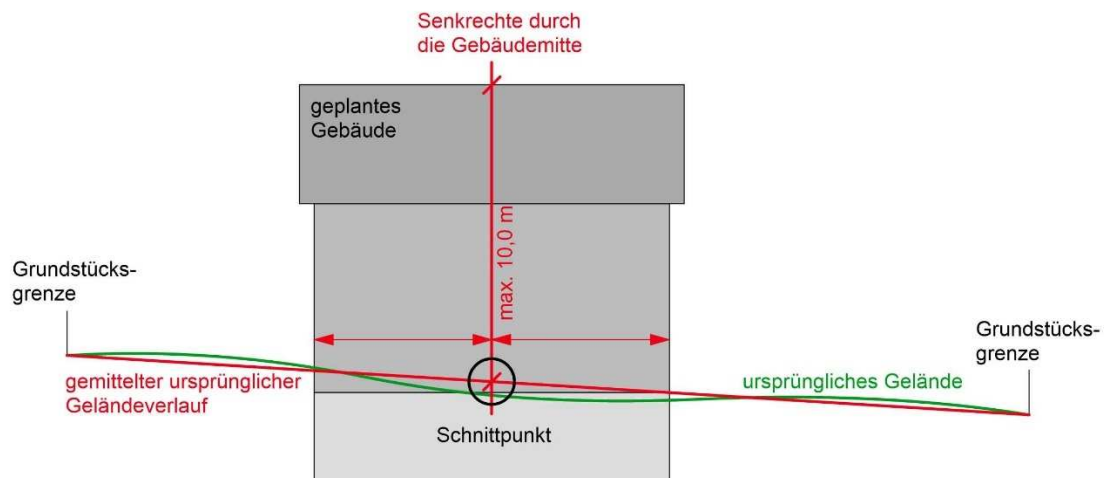 Senkrechte durch
die Gebäudemitte
geplantes
Gebäude
max. 10,0 m
Grundstücks-
grenze
Grundstücks-
grenze
gemittelter ursprünglicher
Geländeverlauf
ursprüngliches Gelände
Schnittpunkt